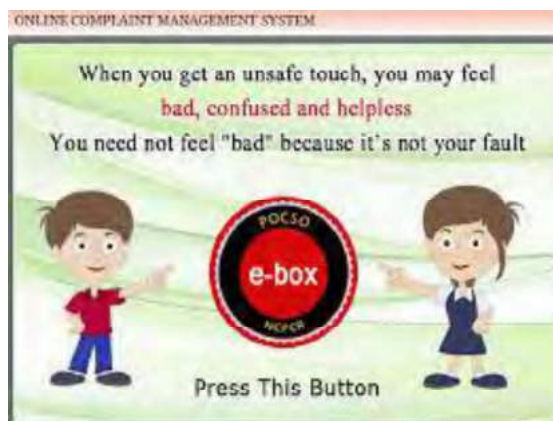 ONLINE COMPLAINT MANAGEMENT SYSTEM
When you get an unsafe touch, you may feel
bad, confused and helpless
You need not feel "bad" because it's not your fault
POCSO
e-box
NCPCR
Press This Button